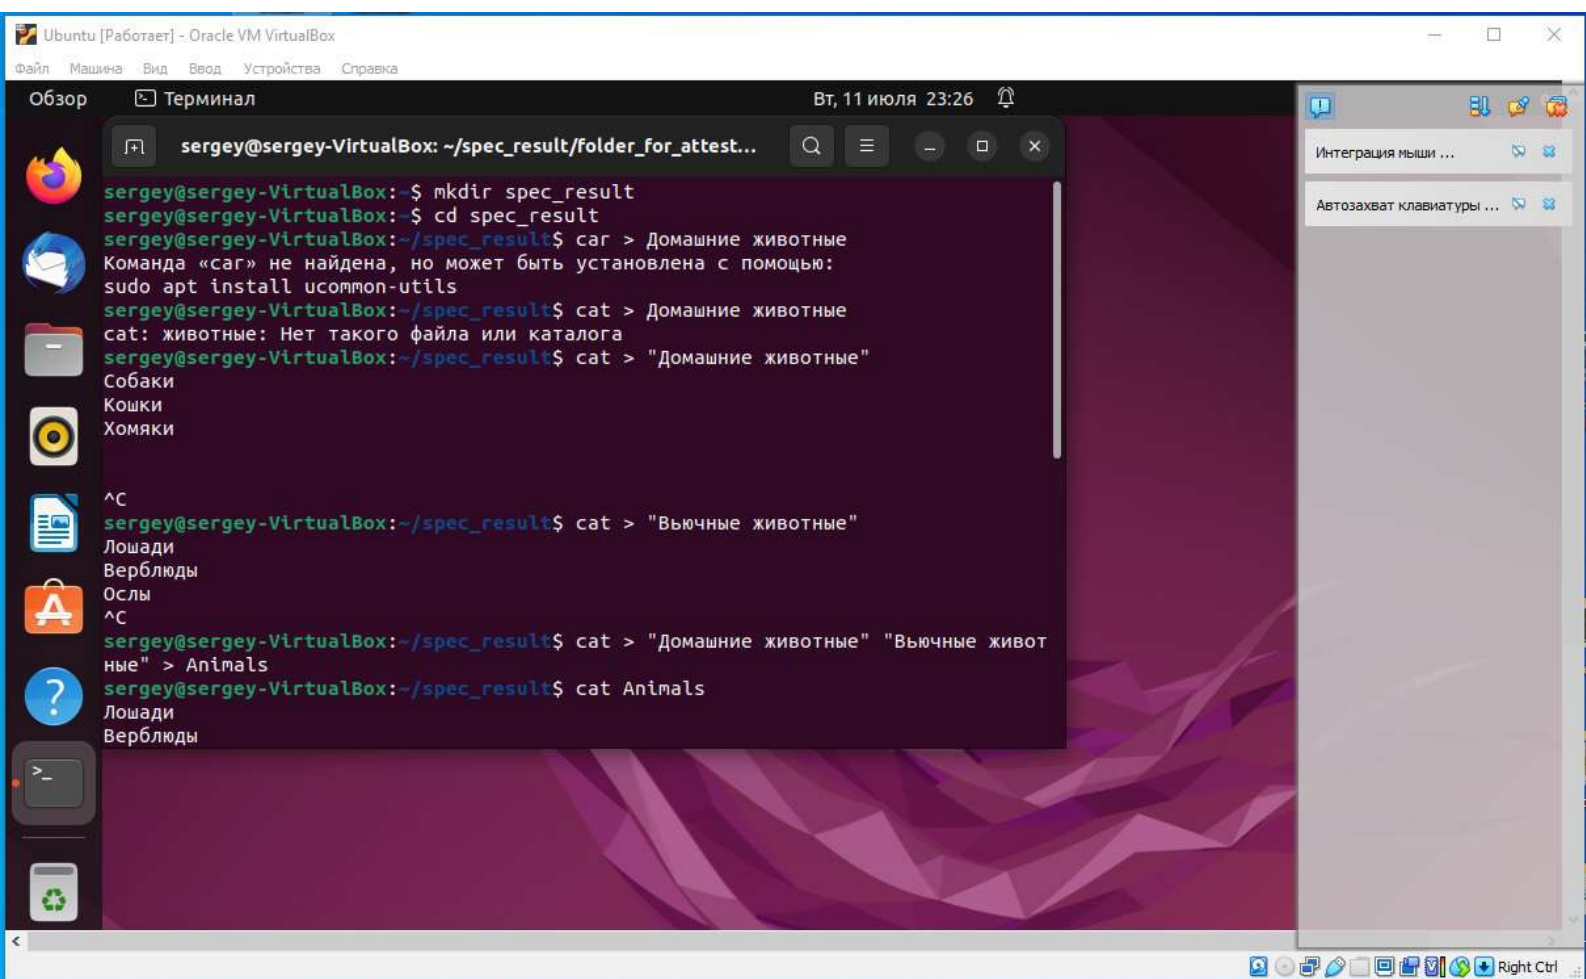 Ubuntu [Работает] - Oracle VM VirtualBox
Файл Машина Вид Ввод Устройства Справка
Обзор Терминал Вт, 11 июля 23:26
sergey@sergey-VirtualBox: ~/spec_result/folder_for_attest...
Интеграция мыши ...
Автозахват клавиатуры ...
sergey@sergey-VirtualBox:~$ mkdir spec_result
sergey@sergey-VirtualBox:~$ cd spec_result
sergey@sergey-VirtualBox:~/spec_result$ car > Домашние животные
Команда «car» не найдена, но может быть установлена с помощью:
sudo apt install ucommon-utils
sergey@sergey-VirtualBox:~/spec_result$ cat > Домашние животные
cat: животные: Нет такого файла или каталога
sergey@sergey-VirtualBox:~/spec_result$ cat > "Домашние животные"
Собаки
Кошки
Хомяки
^C
sergey@sergey-VirtualBox:~/spec_result$ cat > "Вьючные животные"
Лошади
Верблюды
Ослы
^C
sergey@sergey-VirtualBox:~/spec_result$ cat > "Домашние животные" "Вьючные живот
ные" > Animals
sergey@sergey-VirtualBox:~/spec_result$ cat Animals
Лошади
Верблюды
Right Ctrl